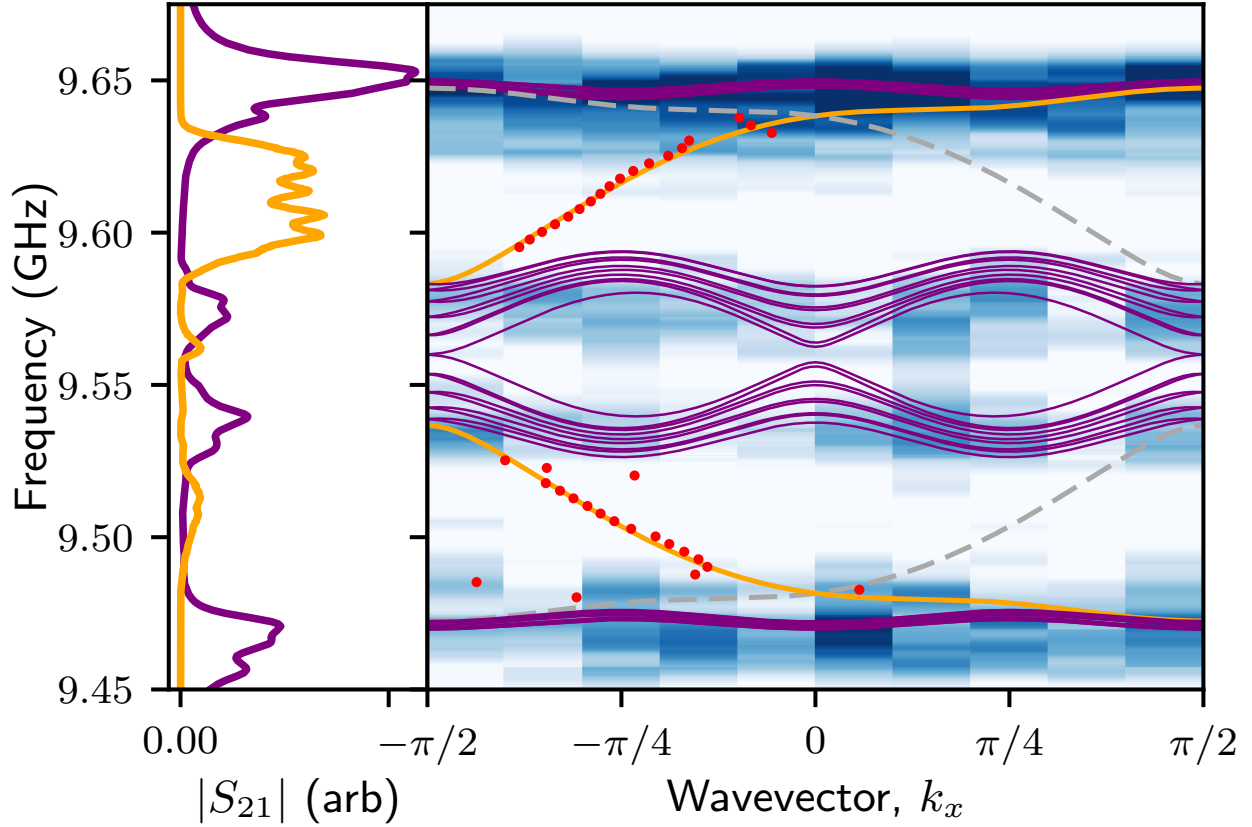 Frequency (GHz)
9.65
9.60
9.55
9.50
9.45
0.00
−π/2
−π/4
0
π/4
π/2
|S₂₁| (arb)
Wavevector, kₓ